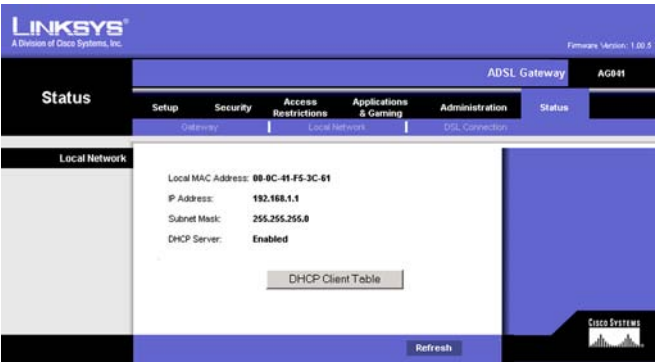 LINKSYS®
A Division of Cisco Systems, Inc.
Firmware Version: 1.00.5
ADSL Gateway AG041
Status
Setup Security Access Restrictions Applications & Gaming Administration Status
Gateway Local Network DSL Connection
Local Network
Local MAC Address: 00-0C-41-F5-3C-61
IP Address: 192.168.1.1
Subnet Mask: 255.255.255.0
DHCP Server: Enabled
DHCP Client Table
Refresh
CISCO SYSTEMS